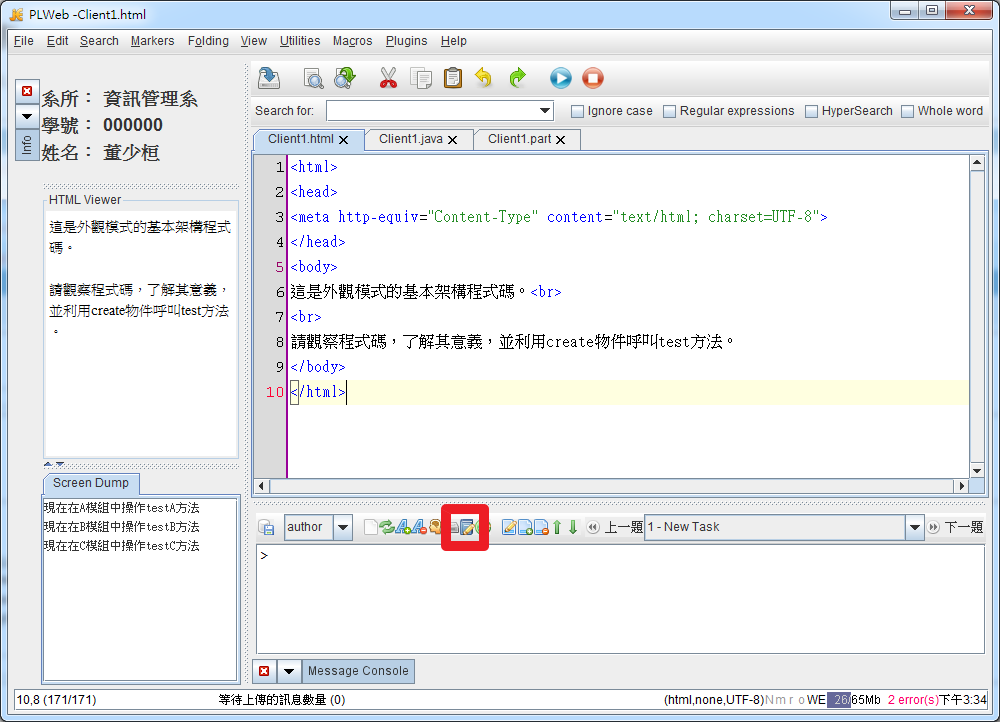 PLWeb -Client1.html
File Edit Search Markers Folding View Utilities Macros Plugins Help
Info
系所： 資訊管理系
學號： 000000
姓名： 董少桓
HTML Viewer
這是外觀模式的基本架構程式
碼。
請觀察程式碼，了解其意義，
並利用create物件呼叫test方法
。
Screen Dump
現在在A模組中操作testA方法
現在在B模組中操作testB方法
現在在C模組中操作testC方法
Search for: Ignore case Regular expressions HyperSearch Whole word
Client1.html Client1.java Client1.part
1 <html>
2 <head>
3 <meta http-equiv="Content-Type" content="text/html; charset=UTF-8">
4 </head>
5 <body>
6 這是外觀模式的基本架構程式碼。<br>
7 <br>
8 請觀察程式碼，了解其意義，並利用create物件呼叫test方法。
9 </body>
10 </html>
author 上一題 1 - New Task 下一題
>
Message Console
10,8 (171/171) 等待上傳的訊息數量 (0) (html,none,UTF-8)N m r o WE 26/65Mb 2 error(s)下午3:34